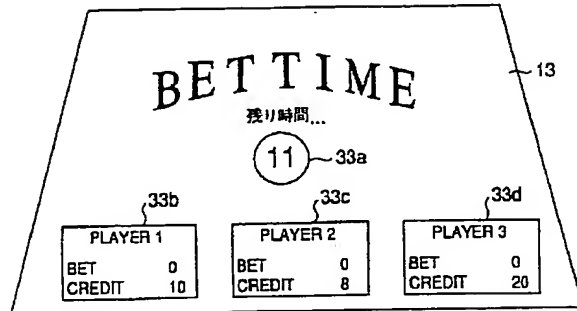 BET TIME
13
残り時間...
11
33a
33b
33c
33d
PLAYER 1
BET 0
CREDIT 10
PLAYER 2
BET 0
CREDIT 8
PLAYER 3
BET 0
CREDIT 20